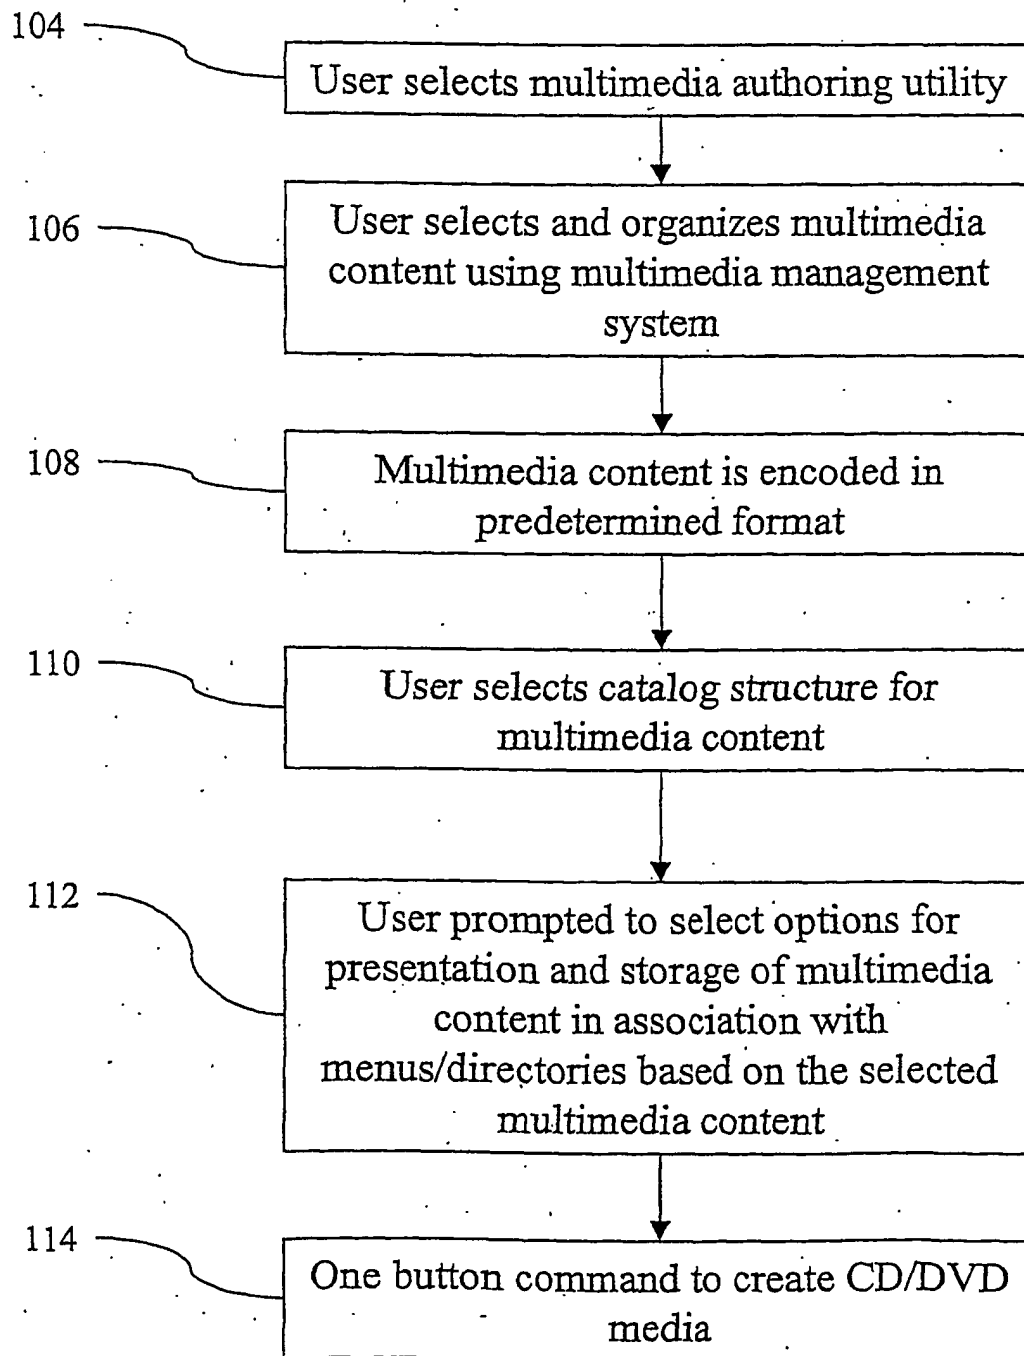 104
User selects multimedia authoring utility
106
User selects and organizes multimedia
content using multimedia management
system
108
Multimedia content is encoded in
predetermined format
110
User selects catalog structure for
multimedia content
112
User prompted to select options for
presentation and storage of multimedia
content in association with
menus/directories based on the selected
multimedia content
114
One button command to create CD/DVD
media